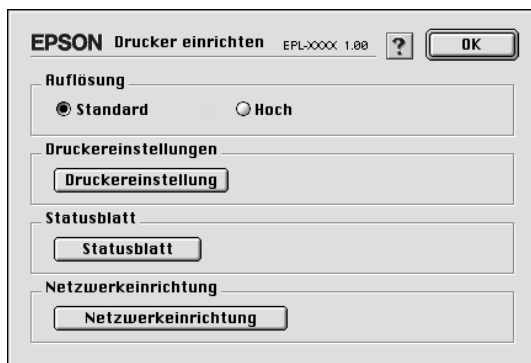 EPSON Drucker einrichten EPL-XXXX 1.00 ? OK
Auflösung
Standard Hoch
Druckereinstellungen
Druckereinstellung
Statusblatt
Statusblatt
Netzwerkeinrichtung
Netzwerkeinrichtung